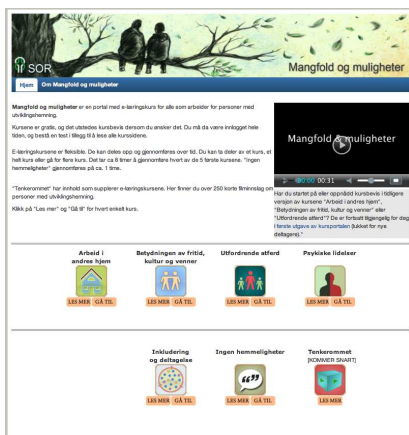 SOR
Mangfold og muligheter
Hjem
Om Mangfold og muligheter
Mangfold og muligheter er en portal med e-læringskurs for alle som arbeider for personer med
utviklingshemning.
Kursene er gratis, og det utstedes kursbevis dersom du ønsker det. Du må da være innlogget hele
tiden, og bestå en test i tillegg til å lese alle kurssidene.
E-læringskursene er fleksible. De kan deles opp og gjennomføres over tid. Du kan ta deler av et kurs, et
helt kurs eller gå for flere kurs. Det tar ca 8 timer å gjennomføre hvert av de 5 første kursene. "Ingen
hemmeligheter" gjennomføres på ca. 1 time.
"Tenkerommet" har innhold som supplerer e-læringskursene. Her finner du over 250 korte filminnslag om
personer med utviklingshemning.
Klikk på "Les mer" og "Gå til" for hvert enkelt kurs.
Mangfold & muligheter
00:00 00:31
Har du startet på eller oppnådd kursbevis i tidligere
versjon av kursene "Arbeid i andres hjem",
"Betydningen av fritid, kultur og venner" eller
"Utfordrende atferd"? De er fortsatt tilgjengelig for deg
i første utgave av kursportalen (lukket for nye
deltagere)."
Arbeid i
andres hjem
LES MER GÅ TIL
Betydningen av fritid,
kultur og venner
LES MER GÅ TIL
Utfordrende atferd
LES MER GÅ TIL
Psykiske lidelser
LES MER GÅ TIL
Inkludering
og deltagelse
LES MER GÅ TIL
Ingen hemmeligheter
LES MER GÅ TIL
Tenkerommet
[KOMMER SNART]
LES MER